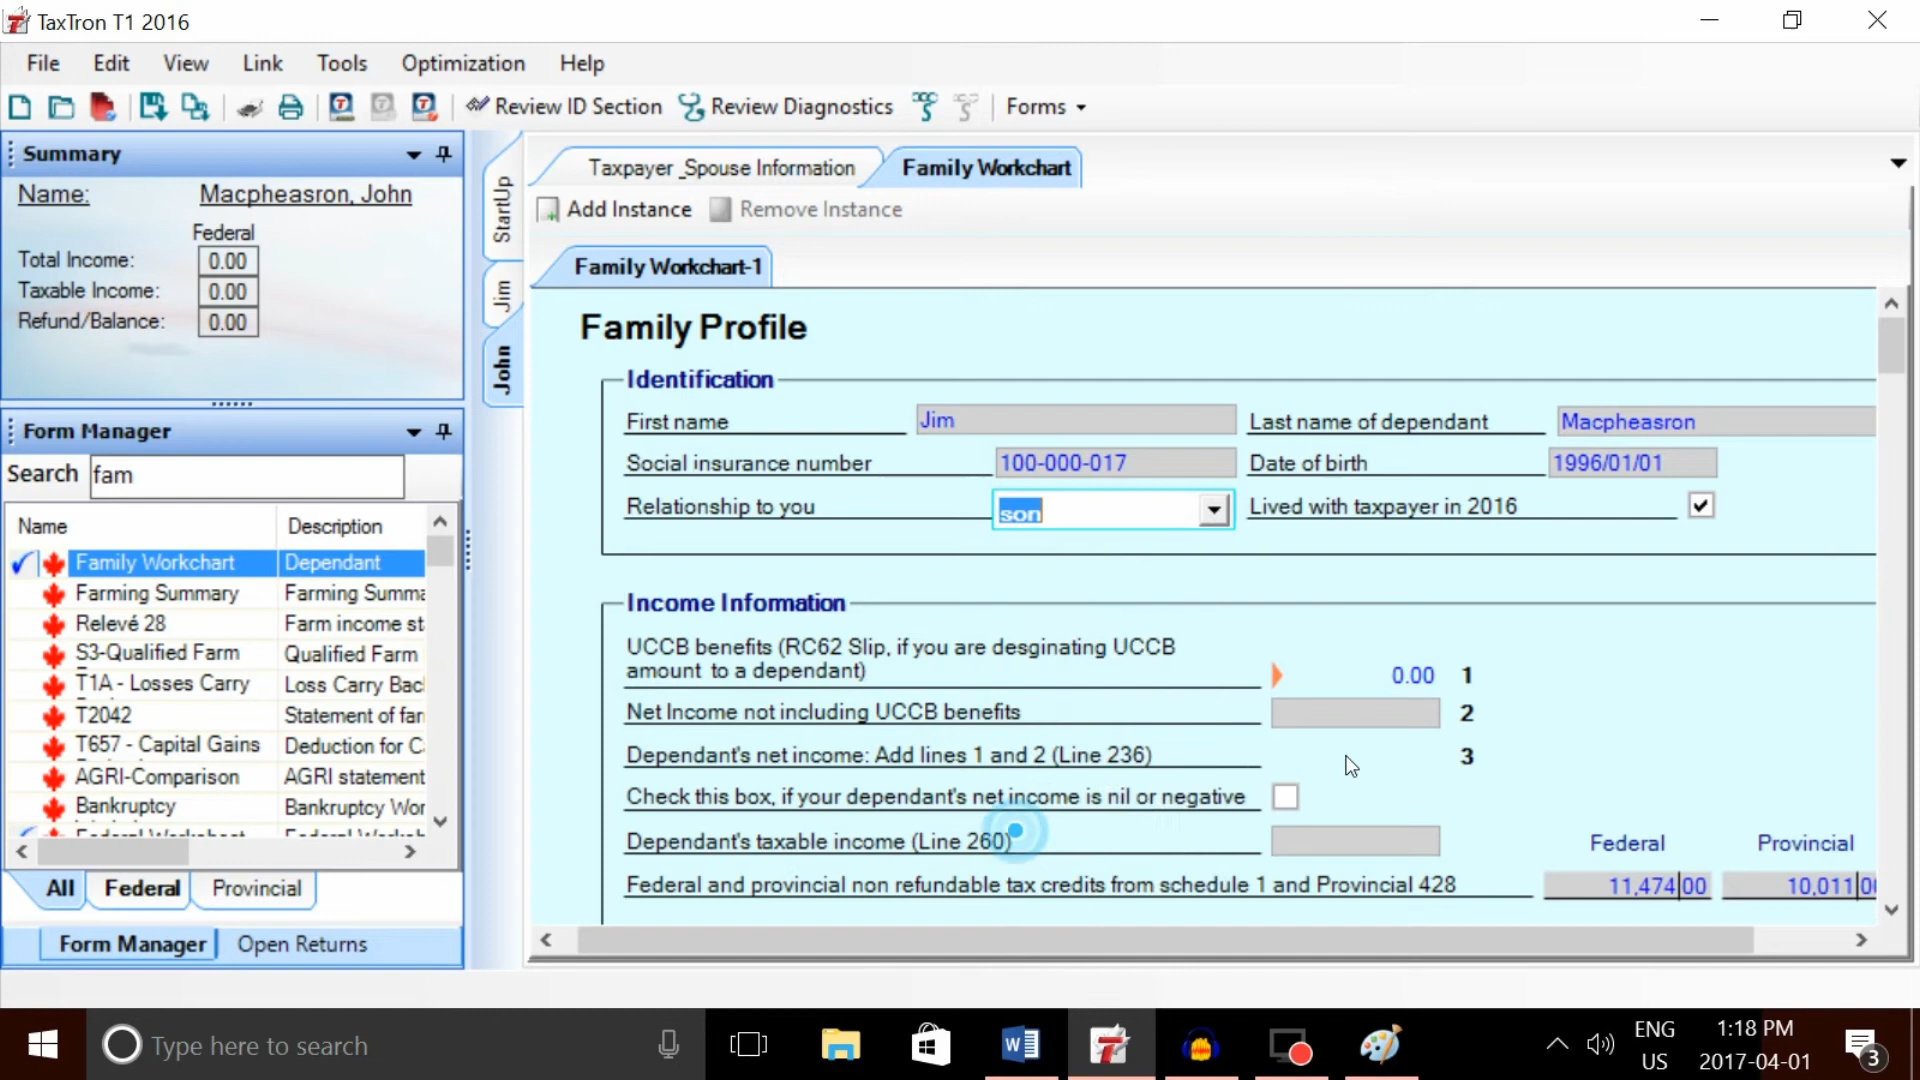 TaxTron T1 2016
File Edit View Link Tools Optimization Help
Review ID Section Review Diagnostics Forms
Summary
Name: Macpheasron, John
Federal
Total Income: 0.00
Taxable Income: 0.00
Refund/Balance: 0.00
Form Manager
Search fam
Name Description
Family Workchart Dependant
Farming Summary Farming Summa
Relevé 28 Farm income st
S3-Qualified Farm Qualified Farm
T1A - Losses Carry Loss Carry Bac
T2042 Statement of far
T657 - Capital Gains Deduction for C
AGRI-Comparison AGRI statement
Bankruptcy Bankruptcy Wor
Federal Worksheet Federal Worksh
All Federal Provincial
Form Manager Open Returns
StartUp
Jim
John
Taxpayer _Spouse Information Family Workchart
Add Instance Remove Instance
Family Workchart-1
Family Profile
Identification
First name Jim Last name of dependant Macpheasron
Social insurance number 100-000-017 Date of birth 1996/01/01
Relationship to you son Lived with taxpayer in 2016
Income Information
UCCB benefits (RC62 Slip, if you are desginating UCCB
amount to a dependant) 0.00 1
Net Income not including UCCB benefits 2
Dependant's net income: Add lines 1 and 2 (Line 236) 3
Check this box, if your dependant's net income is nil or negative
Dependant's taxable income (Line 260) Federal Provincial
Federal and provincial non refundable tax credits from schedule 1 and Provincial 428 11,474 00 10,011 00
Type here to search
ENG 1:18 PM
US 2017-04-01 3